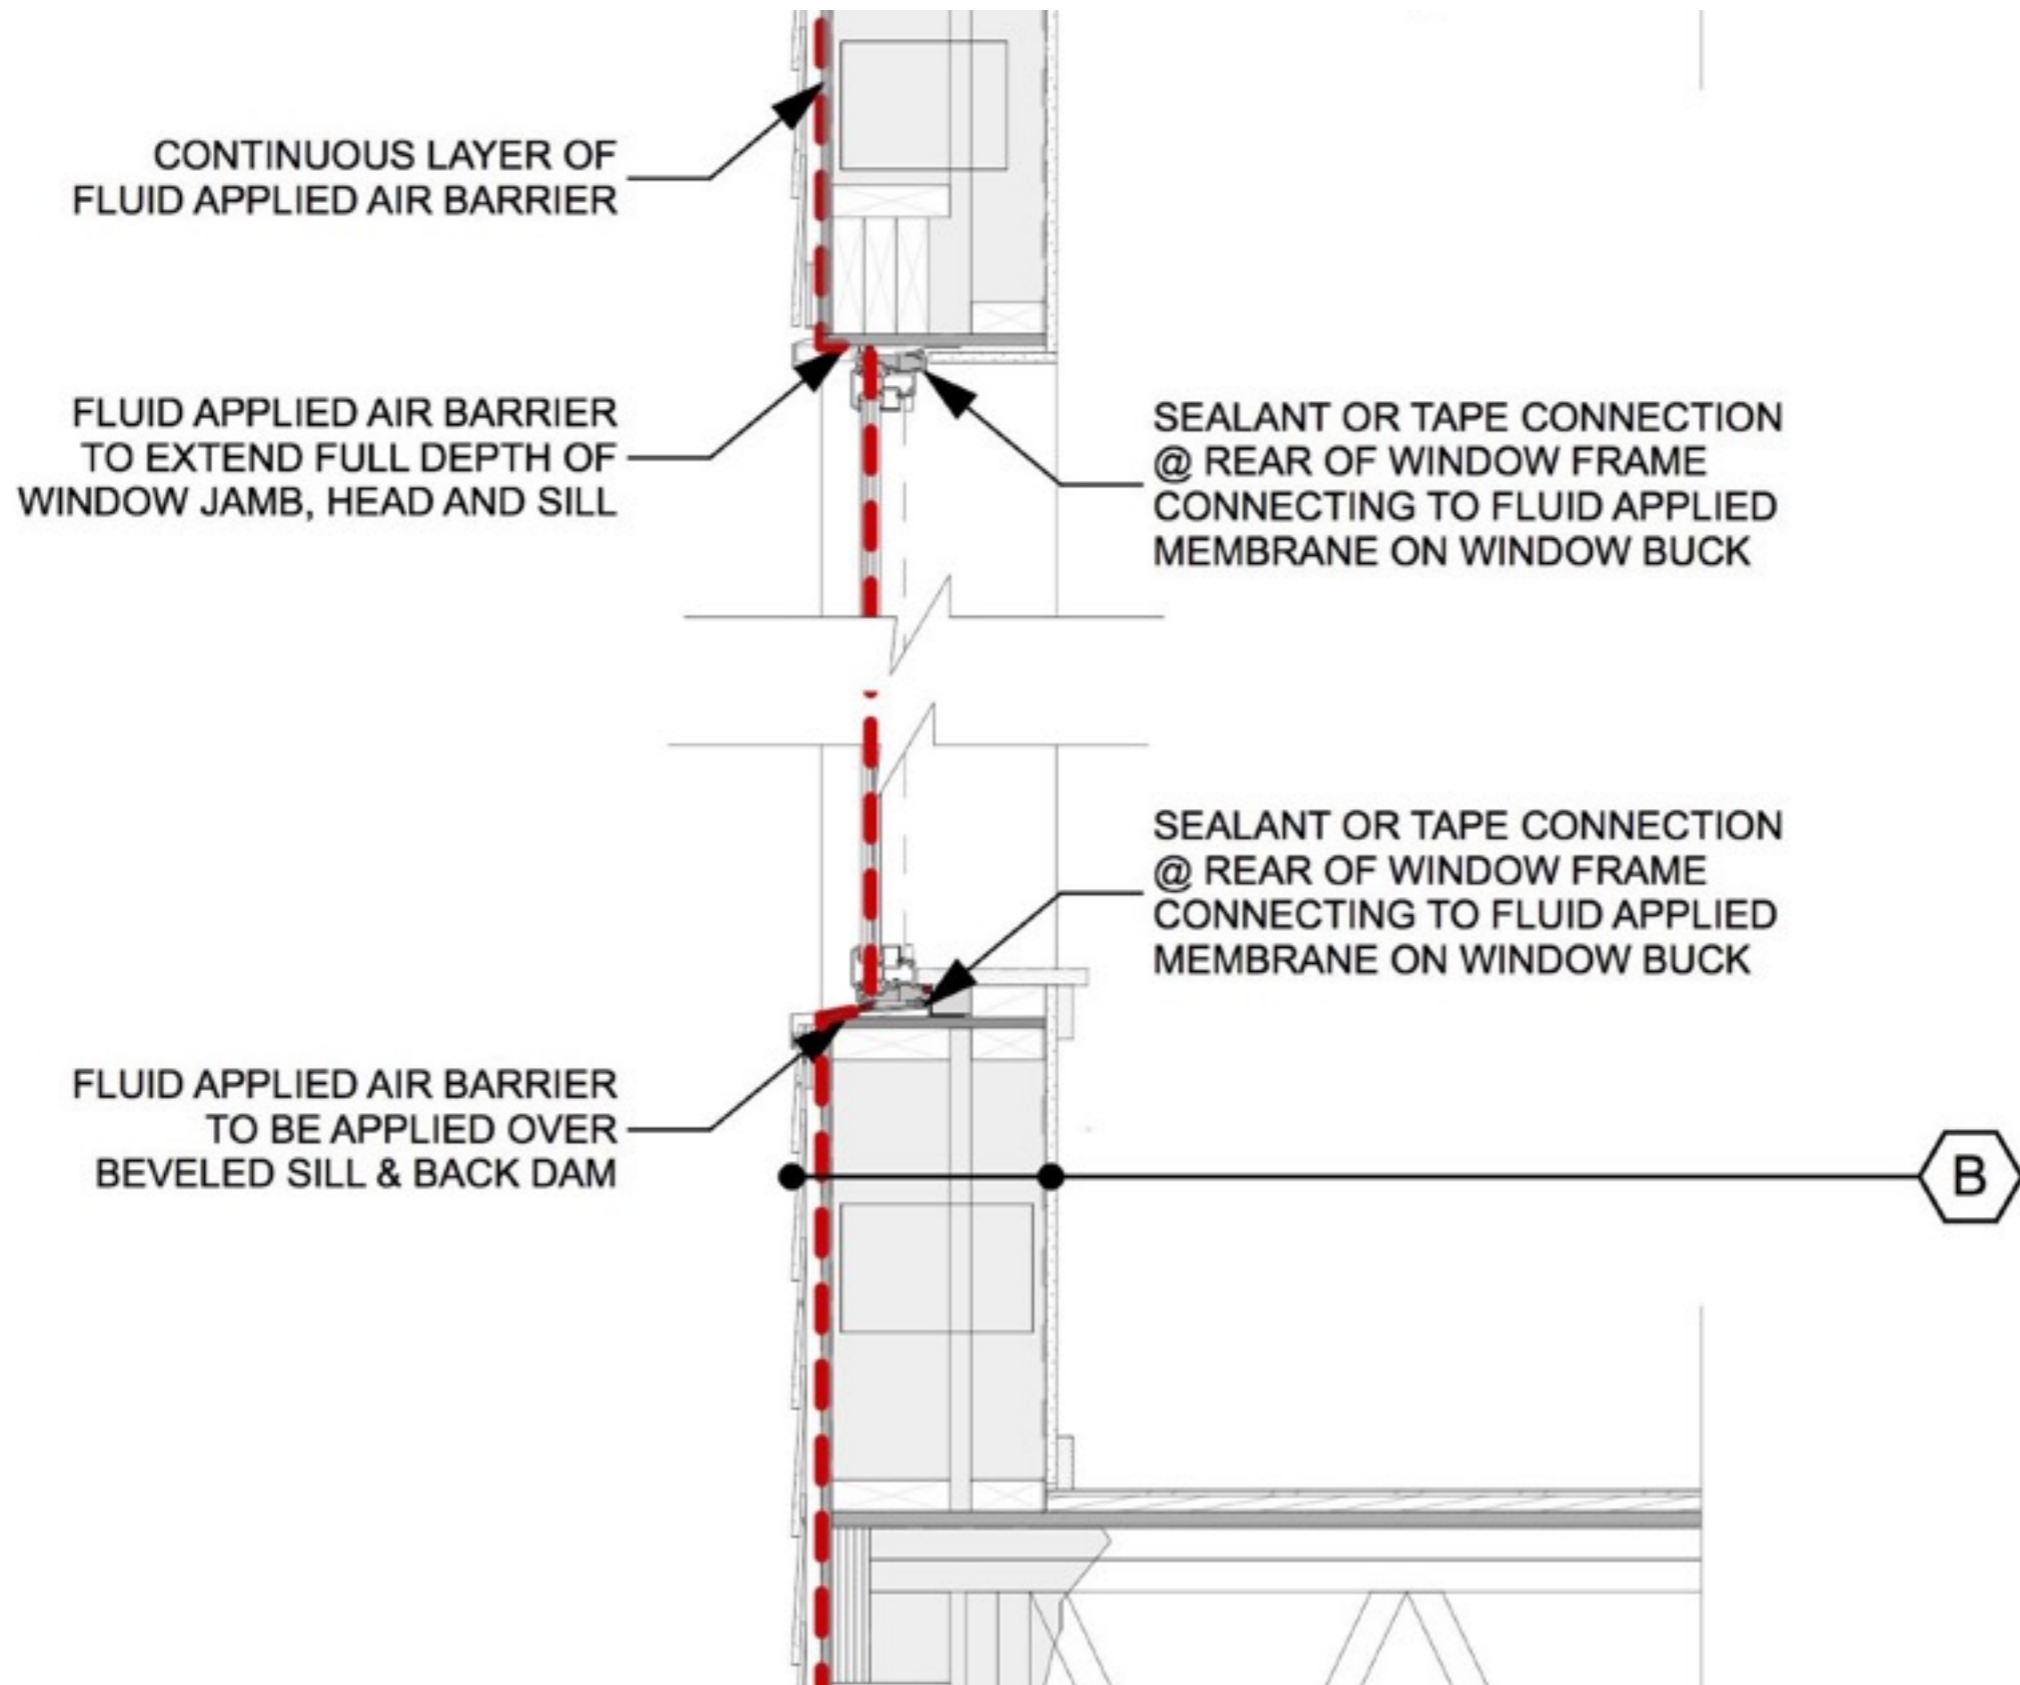 CONTINUOUS LAYER OF
FLUID APPLIED AIR BARRIER
FLUID APPLIED AIR BARRIER
TO EXTEND FULL DEPTH OF
WINDOW JAMB, HEAD AND SILL
SEALANT OR TAPE CONNECTION
@ REAR OF WINDOW FRAME
CONNECTING TO FLUID APPLIED
MEMBRANE ON WINDOW BUCK
SEALANT OR TAPE CONNECTION
@ REAR OF WINDOW FRAME
CONNECTING TO FLUID APPLIED
MEMBRANE ON WINDOW BUCK
FLUID APPLIED AIR BARRIER
TO BE APPLIED OVER
BEVELED SILL & BACK DAM
B